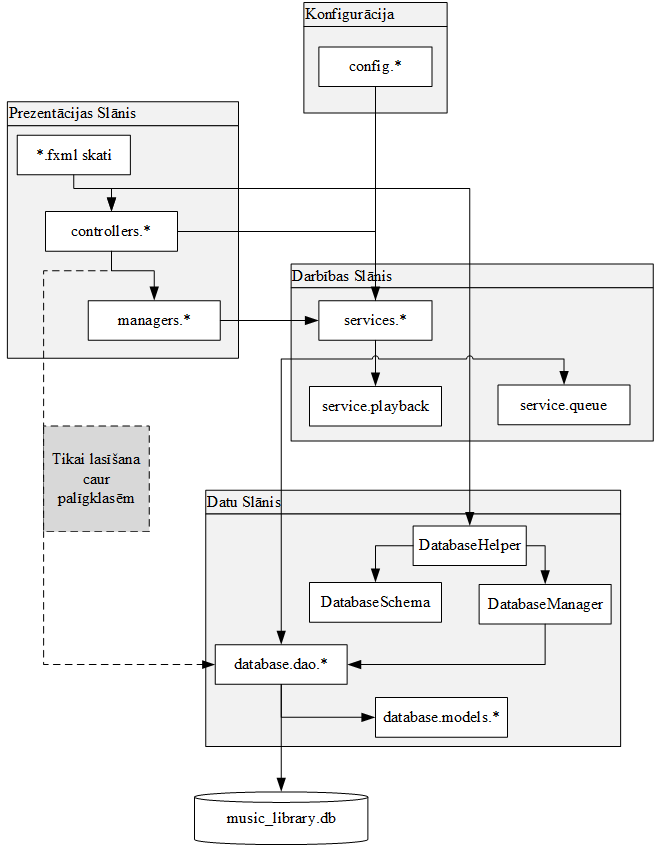 Konfigurācija
config.*
Prezentācijas Slānis
*.fxml skati
controllers.*
managers.*
Darbības Slānis
services.*
service.playback
service.queue
Tikai lasīšana
caur
palīgklasēm
Datu Slānis
DatabaseHelper
DatabaseSchema
DatabaseManager
database.dao.*
database.models.*
music_library.db